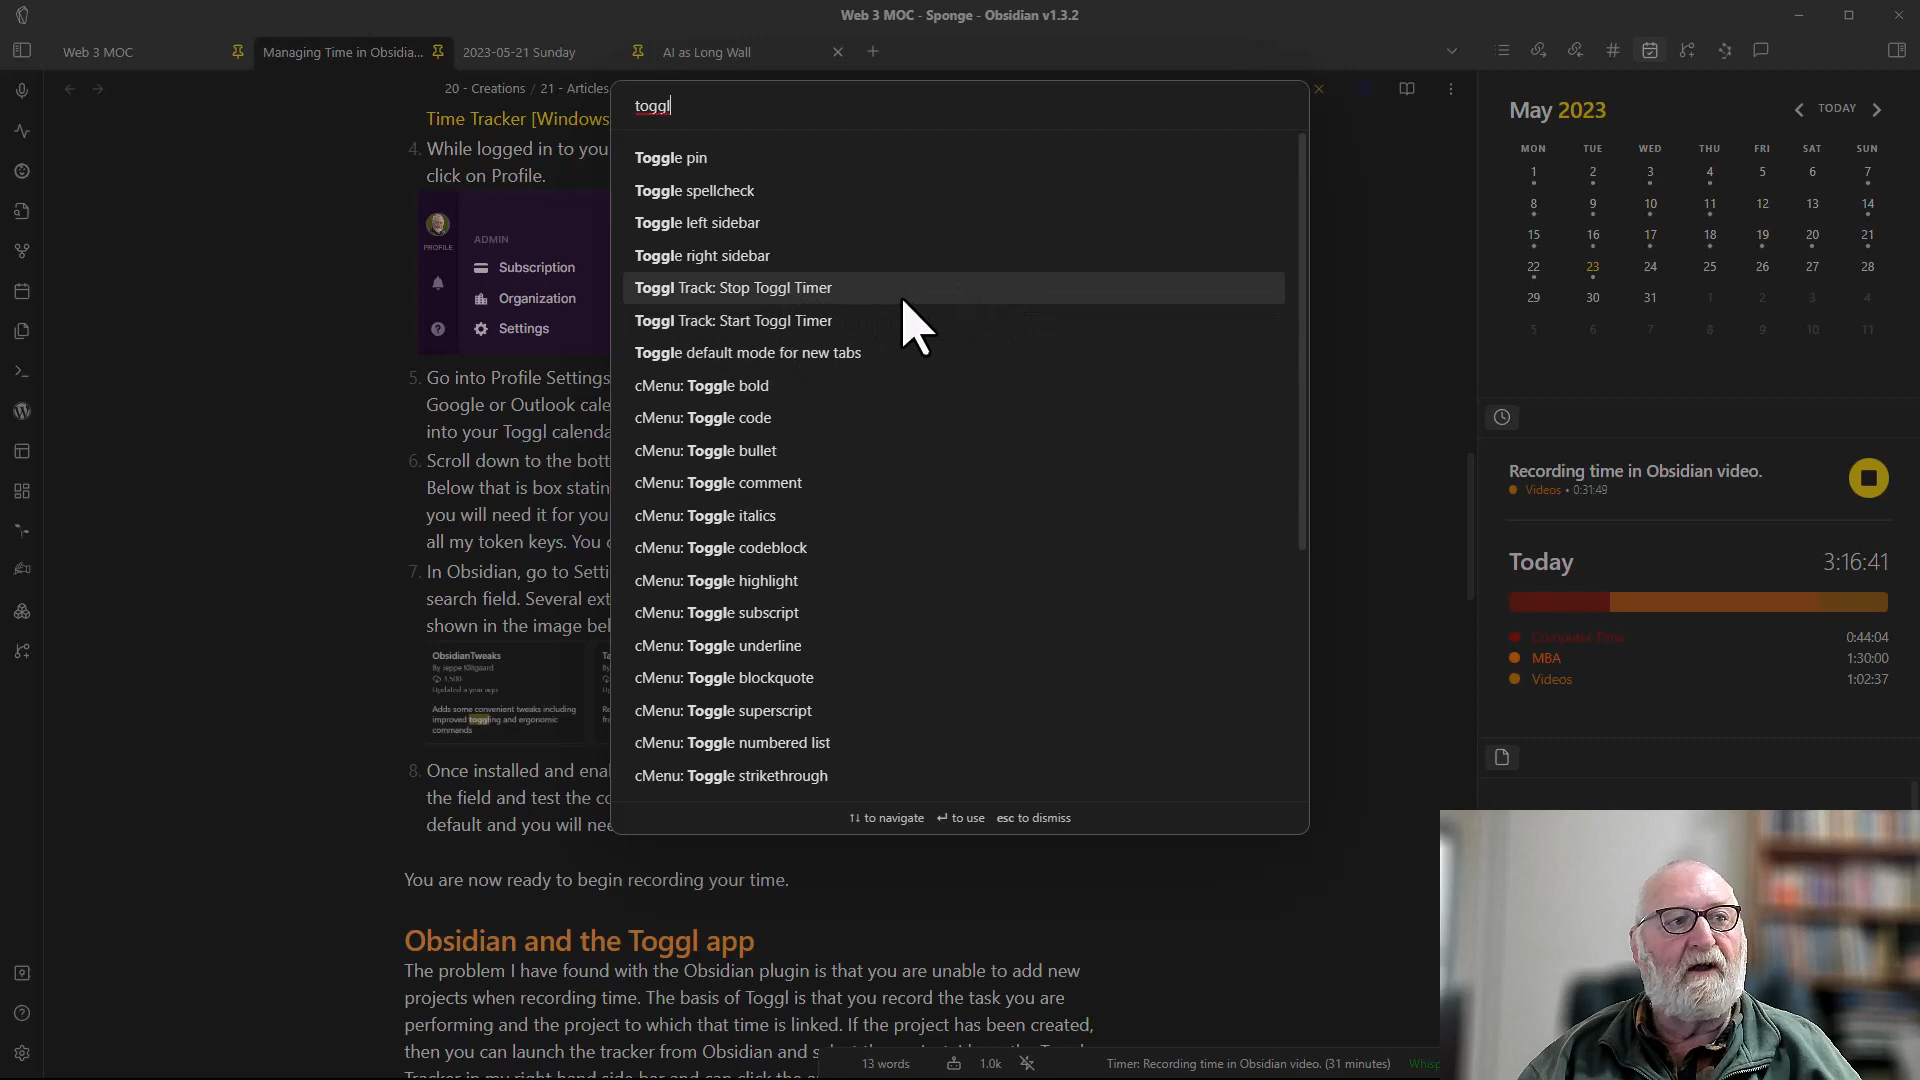 Web 3 MOC - Sponge - Obsidian v1.3.2
Web 3 MOC
Managing Time in Obsidia...
2023-05-21 Sunday
AI as Long Wall
20 - Creations / 21 - Articles
toggl
Toggle pin
Toggle spellcheck
Toggle left sidebar
Toggle right sidebar
Toggl Track: Stop Toggl Timer
Toggl Track: Start Toggl Timer
Toggle default mode for new tabs
cMenu: Toggle bold
cMenu: Toggle code
cMenu: Toggle bullet
cMenu: Toggle comment
cMenu: Toggle italics
cMenu: Toggle codeblock
cMenu: Toggle highlight
cMenu: Toggle subscript
cMenu: Toggle underline
cMenu: Toggle blockquote
cMenu: Toggle superscript
cMenu: Toggle numbered list
cMenu: Toggle strikethrough
↑↓ to navigate ↵ to use esc to dismiss
Time Tracker [Windows
4. While logged in to you
click on Profile.
PROFILE
ADMIN
Subscription
Organization
Settings
5. Go into Profile Settings
Google or Outlook cale
into your Toggl calenda
6. Scroll down to the bott
Below that is box statin
you will need it for you
all my token keys. You
7. In Obsidian, go to Setti
search field. Several ext
shown in the image bel
ObsidianTweaks
By Jeppe Klitgaard
1,500
Updated a year ago
Adds some convenient tweaks including
improved toggling and ergonomic
commands
8. Once installed and enal
the field and test the co
default and you will nee
You are now ready to begin recording your time.
Obsidian and the Toggl app
The problem I have found with the Obsidian plugin is that you are unable to add new
projects when recording time. The basis of Toggl is that you record the task you are
performing and the project to which that time is linked. If the project has been created,
then you can launch the tracker from Obsidian and
13 words
1.0k
Timer: Recording time in Obsidian video. (31 minutes)
Whisp
May 2023
TODAY
MON TUE WED THU FRI SAT SUN
1 2 3 4 5 6 7
8 9 10 11 12 13 14
15 16 17 18 19 20 21
22 23 24 25 26 27 28
29 30 31 1 2 3 4
5 6 7 8 9 10 11
Recording time in Obsidian video.
Videos • 0:31:49
Today 3:16:41
Computer Time 0:44:04
MBA 1:30:00
Videos 1:02:37